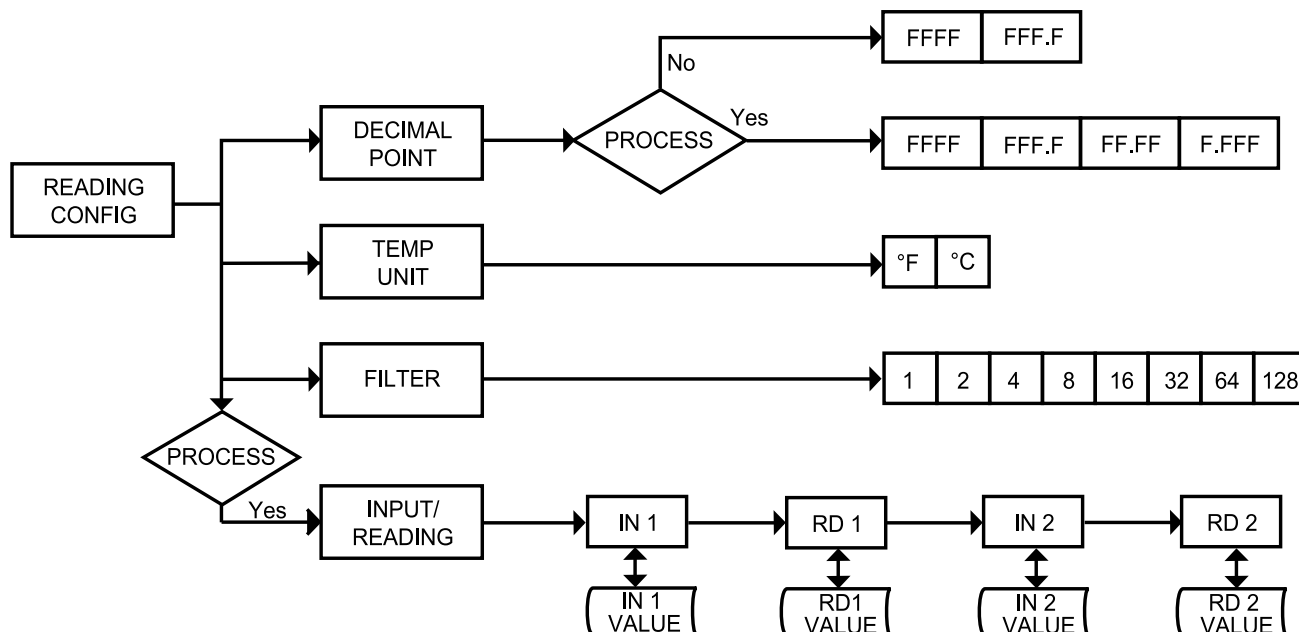 FFFF FFF.F
No
DECIMAL
POINT
PROCESS
Yes
FFFF FFF.F FF.FF F.FFF
READING
CONFIG
TEMP
UNIT
°F °C
FILTER
1 2 4 8 16 32 64 128
PROCESS
Yes
INPUT/
READING
IN 1
RD 1
IN 2
RD 2
IN 1
VALUE
RD1
VALUE
IN 2
VALUE
RD 2
VALUE